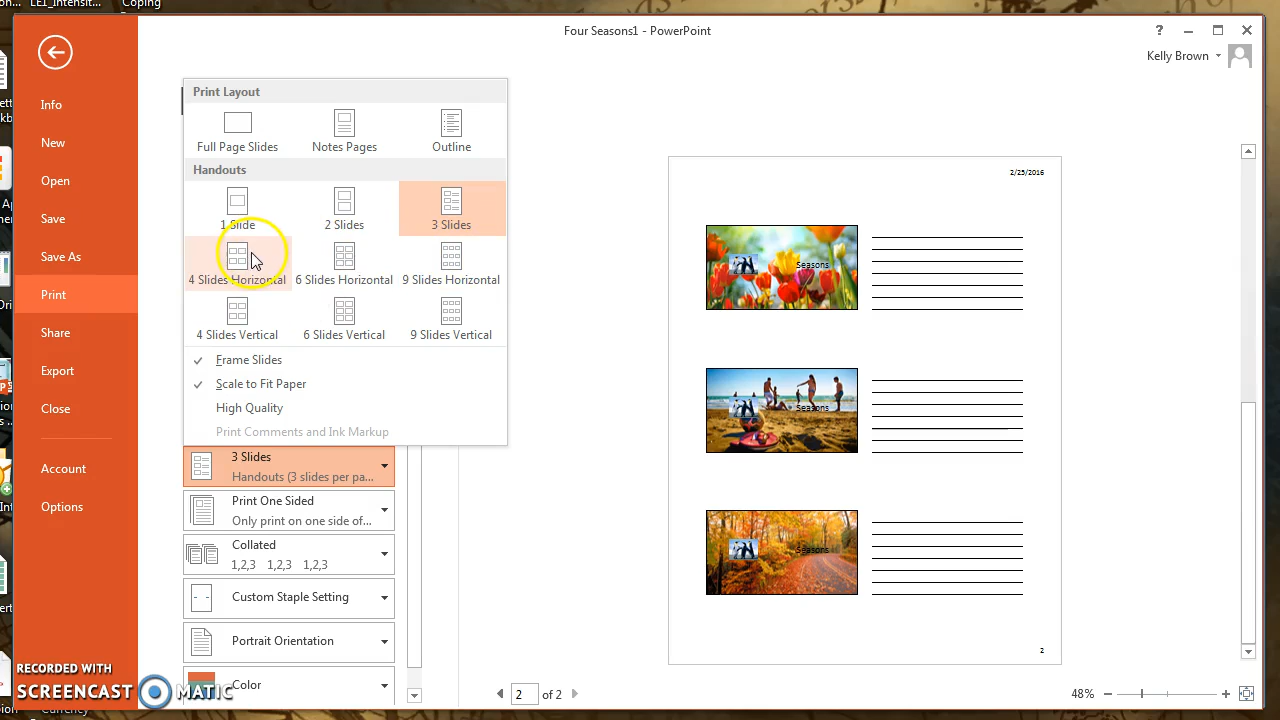 LE1_Intensit...
Coping
Four Seasons1 - PowerPoint
?
Kelly Brown
Info
New
Open
Save
Save As
Print
Share
Export
Close
Account
Options
Print Layout
Full Page Slides
Notes Pages
Outline
Handouts
1 Slide
2 Slides
3 Slides
4 Slides Horizontal
6 Slides Horizontal
9 Slides Horizontal
4 Slides Vertical
6 Slides Vertical
9 Slides Vertical
Frame Slides
Scale to Fit Paper
High Quality
Print Comments and Ink Markup
3 Slides
Handouts (3 slides per pa...
Print One Sided
Only print on one side of...
Collated
1,2,3 1,2,3 1,2,3
Custom Staple Setting
Portrait Orientation
Color
2/25/2016
Seasons
Seasons
Seasons
2
2 of 2
48%
RECORDED WITH
SCREENCAST MATIC